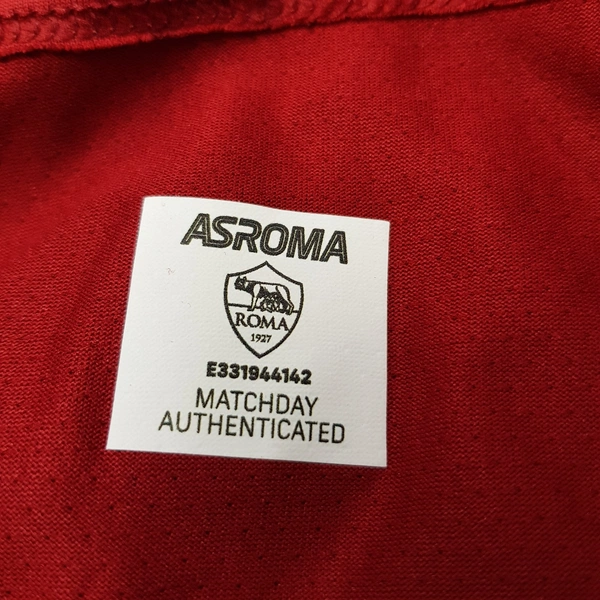 ASROMA
ROMA
1927
E331944142
MATCHDAY
AUTHENTICATED